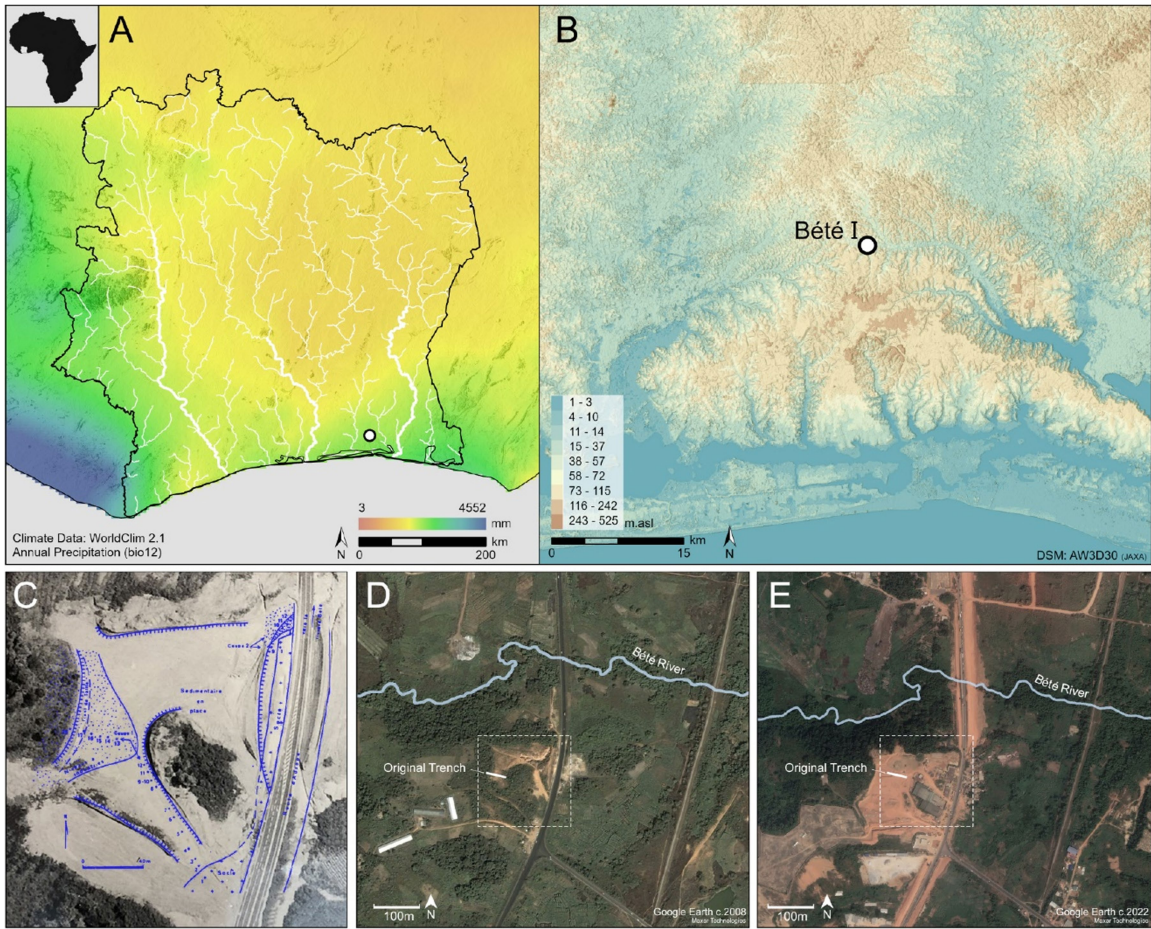 A
3 4552 mm
km
200
N
Climate Data: WorldClim 2.1
Annual Precipitation (bio12)
B
Bété I
1 - 3
4 - 10
11 - 14
15 - 37
38 - 57
58 - 72
73 - 115
116 - 242
243 - 525 m.asl
km
0 15
N
DSM: AW3D30 (JAXA)
C
Sédimentaire
en
place
D
Bété River
Original Trench
100m
N
Google Earth c.2008
Maxar Technologies
E
Bété River
Original Trench
100m
N
Google Earth c.2022
Maxar Technologies